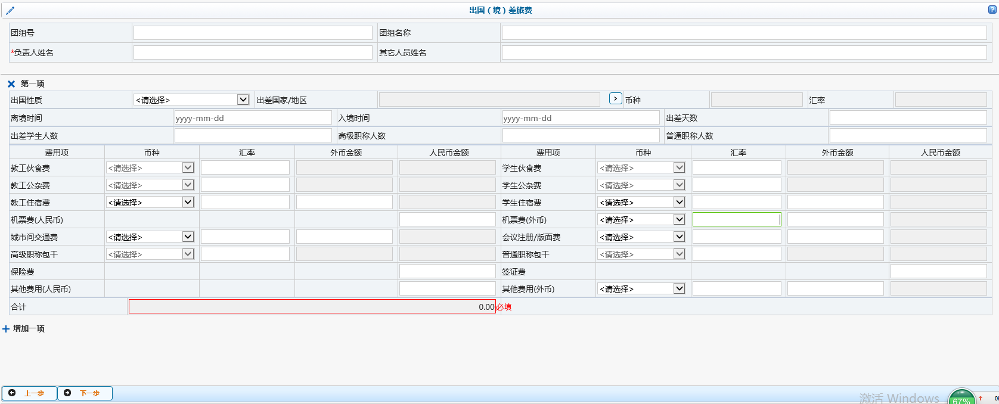 出国（境）差旅费
团组号 团组名称
*负责人姓名 其它人员姓名
第一项
出国性质 <请选择> 出差国家/地区 币种 汇率
离境时间 yyyy-mm-dd 入境时间 yyyy-mm-dd 出差天数
出差学生人数 高级职称人数 普通职称人数
费用项 币种 汇率 外币金额 人民币金额 费用项 币种 汇率 外币金额 人民币金额
教工伙食费 <请选择> 学生伙食费 <请选择>
教工公杂费 <请选择> 学生公杂费 <请选择>
教工住宿费 <请选择> 学生住宿费 <请选择>
机票费(人民币) 机票费(外币) <请选择>
城市间交通费 <请选择> 会议注册/版面费 <请选择>
高级职称包干 <请选择> 普通职称包干 <请选择>
保险费 签证费
其他费用(人民币) 其他费用(外币) <请选择>
合计 0.00 必填
增加一项
上一步 下一步
激活 Windows
67%